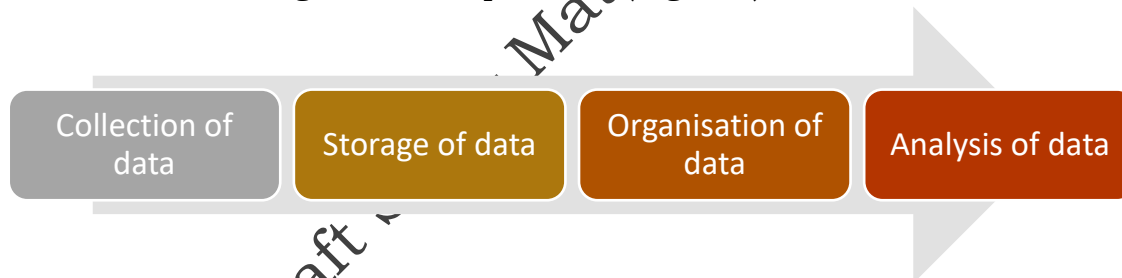 Collection of
data
Storage of data
Organisation of
data
Analysis of data